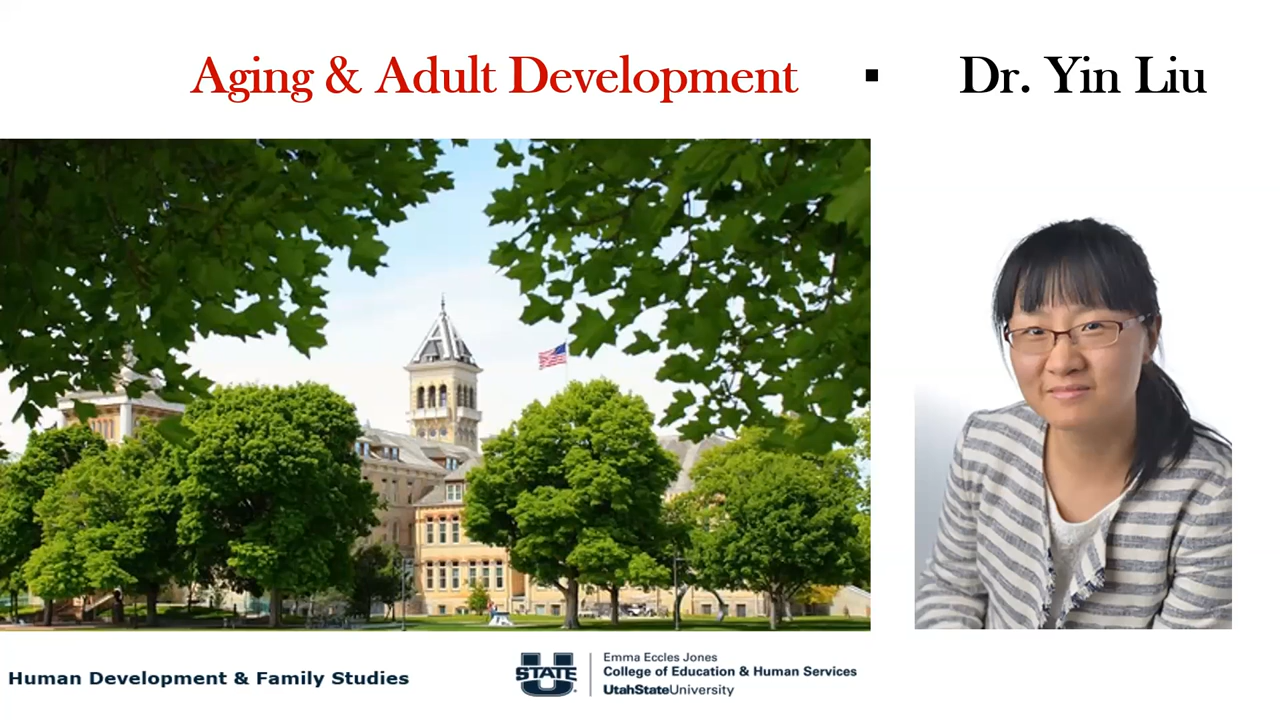 Aging & Adult Development ▪ Dr. Yin Liu
Human Development & Family Studies
U
STATE
Emma Eccles Jones
College of Education & Human Services
UtahStateUniversity